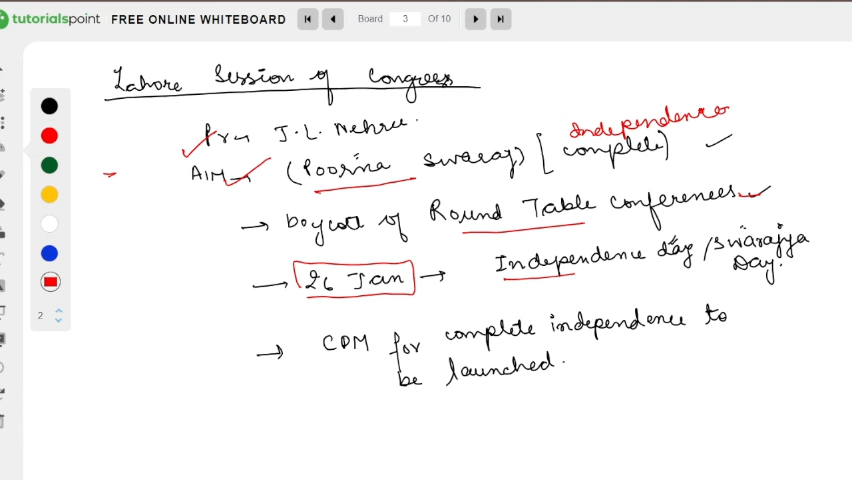 tutorialspoint FREE ONLINE WHITEBOARD Board 3 Of 10
Lahore Session of Congress
Pr→ J.L. Nehru.
Independence
AIM→ (Poorna swaraj) [complete)
→ boycott of Round Table conferences
→ 26 Jan → Independence day/swarajya
Day.
→ CDM for complete independence to
be launched.
2